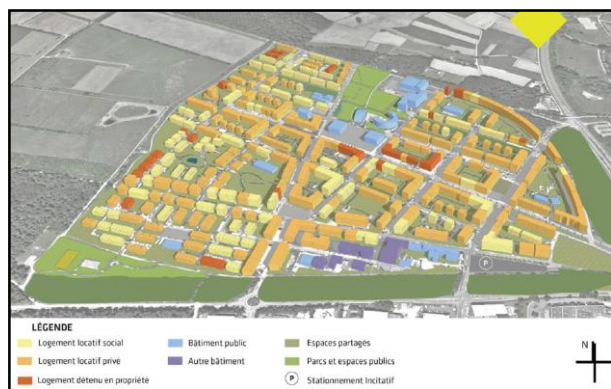 P
LÉGENDE
Logement locatif social
Logement locatif privé
Logement détenu en propriété
Bâtiment public
Autre bâtiment
Espaces partagés
Parcs et espaces publics
P Stationnement Incitatif
N